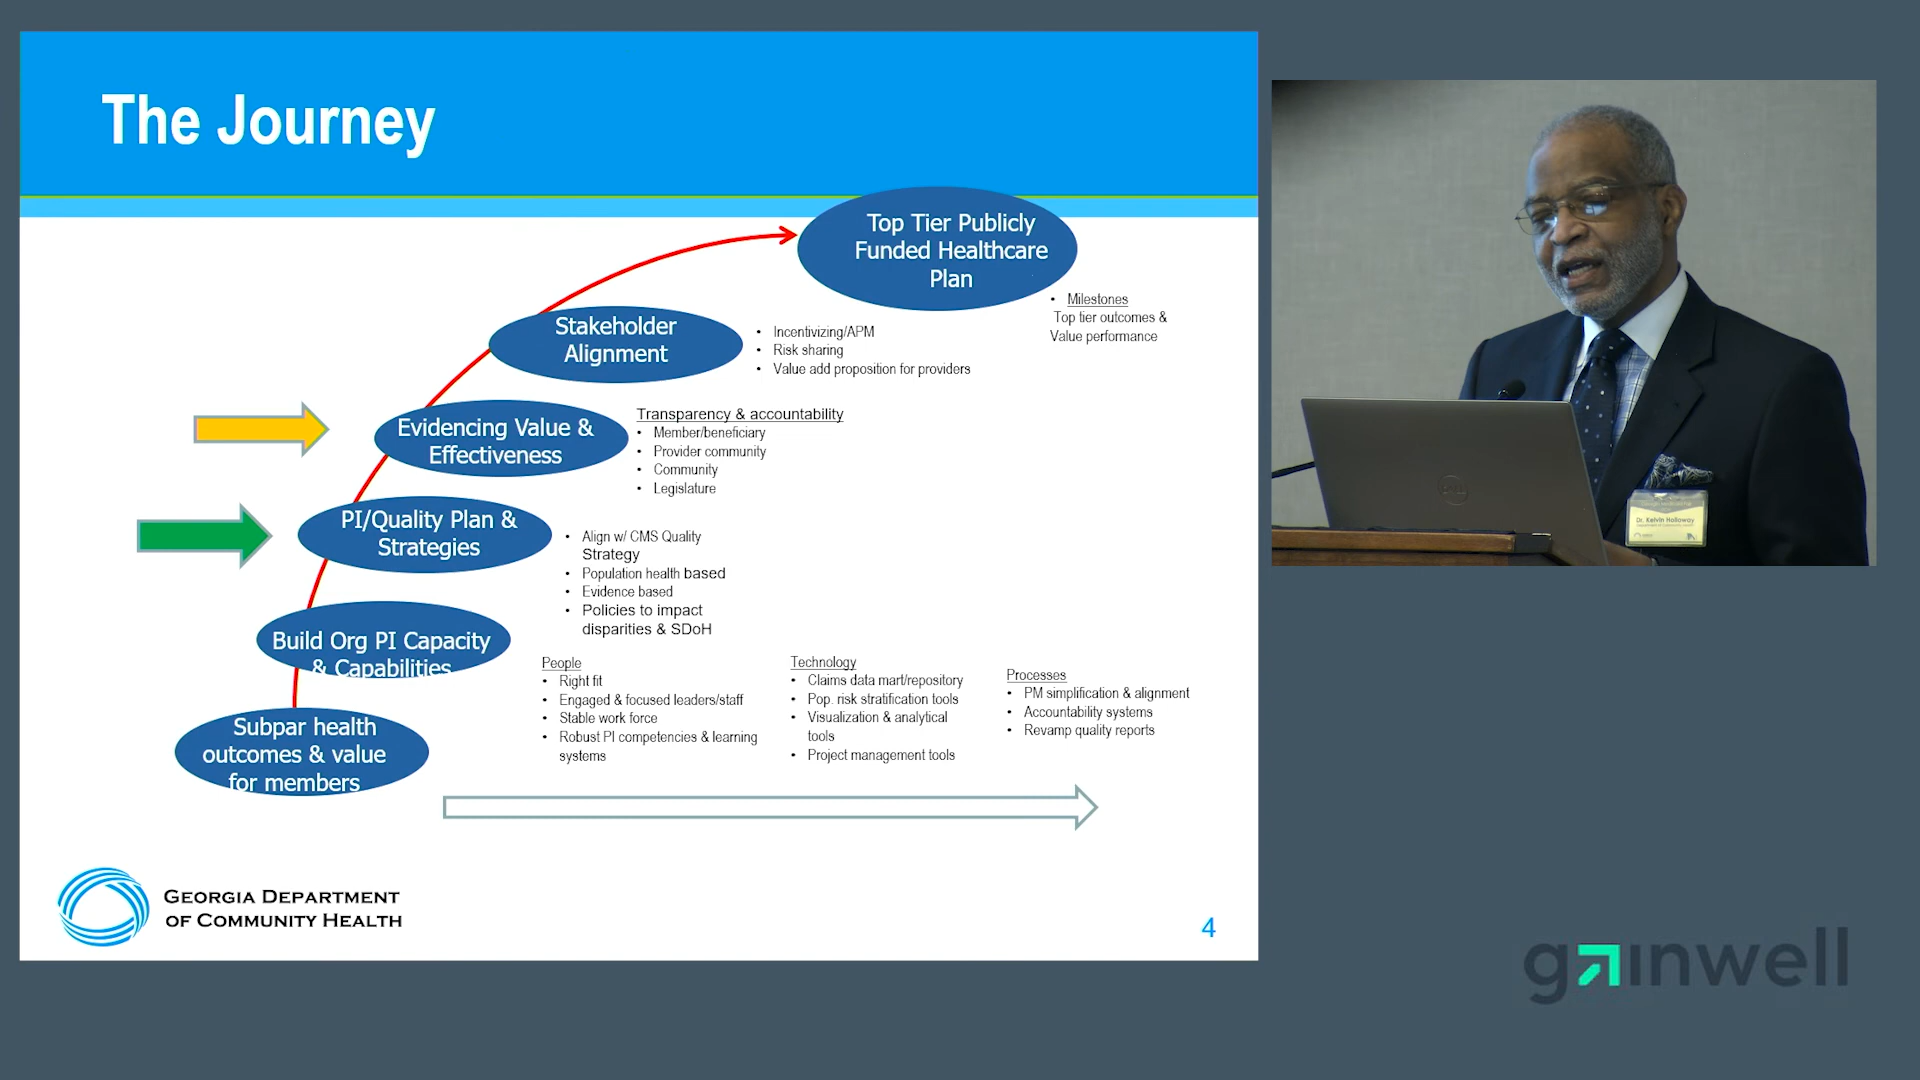 The Journey
Top Tier Publicly
Funded Healthcare
Plan
• Milestones
Top tier outcomes &
Value performance
Stakeholder
Alignment
• Incentivizing/APM
• Risk sharing
• Value add proposition for providers
Evidencing Value &
Effectiveness
Transparency & accountability
• Member/beneficiary
• Provider community
• Community
• Legislature
PI/Quality Plan &
Strategies
• Align w/ CMS Quality
Strategy
• Population health based
• Evidence based
• Policies to impact
disparities & SDoH
Build Org PI Capacity
& Capabilities
People
• Right fit
• Engaged & focused leaders/staff
• Stable work force
• Robust PI competencies & learning
systems
Technology
• Claims data mart/repository
• Pop. risk stratification tools
• Visualization & analytical
tools
• Project management tools
Processes
• PM simplification & alignment
• Accountability systems
• Revamp quality reports
Subpar health
outcomes & value
for members
GEORGIA DEPARTMENT
OF COMMUNITY HEALTH
4
Dr. Kelvin Holloway
DELL
gainwell